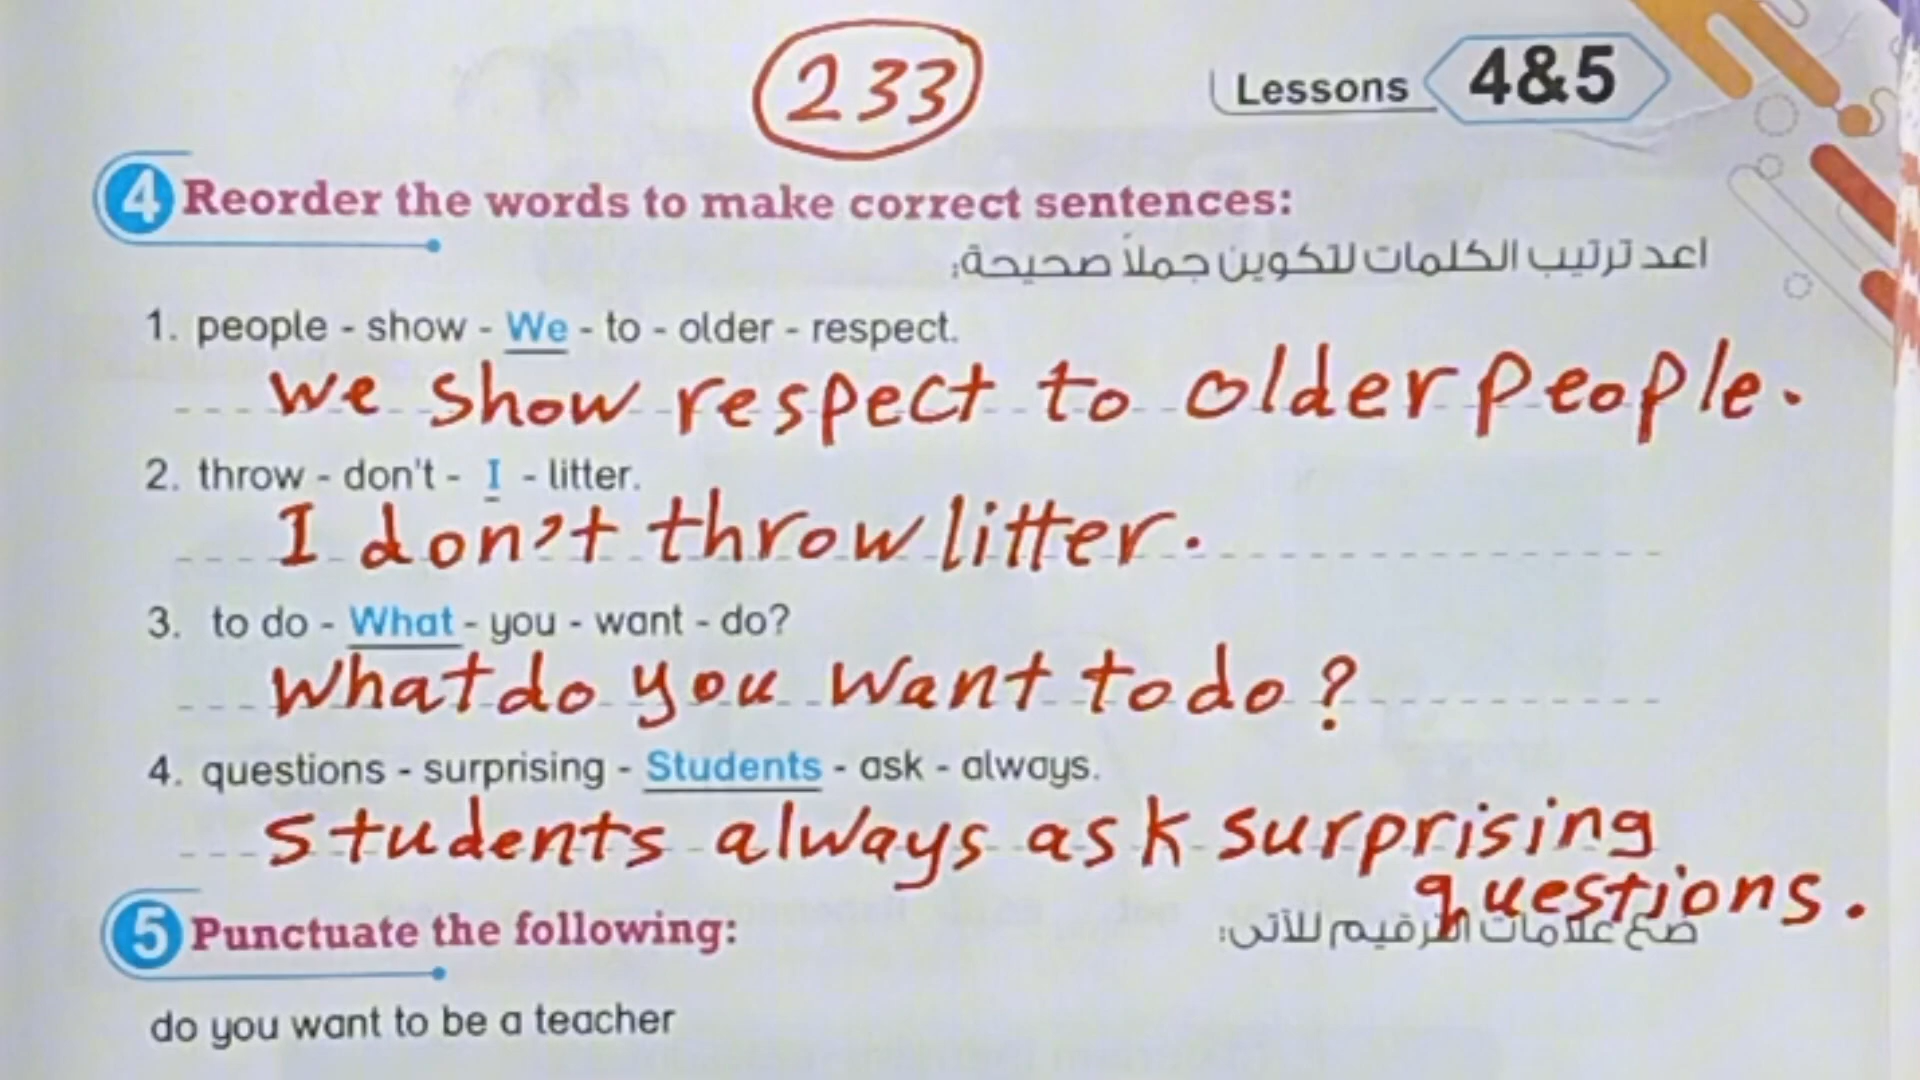 233
Lessons 4&5
4 Reorder the words to make correct sentences:
اعد ترتيب الكلمات لتكوين جملاً صحيحة:
1. people - show - We - to - older - respect.
We show respect to older people.
2. throw - don't - I - litter.
I don't throw litter.
3. to do - What - you - want - do?
What do you want to do?
4. questions - surprising - Students - ask - always.
Students always ask surprising
questions.
5 Punctuate the following:
ضع علامات الترقيم للآتى:
do you want to be a teacher